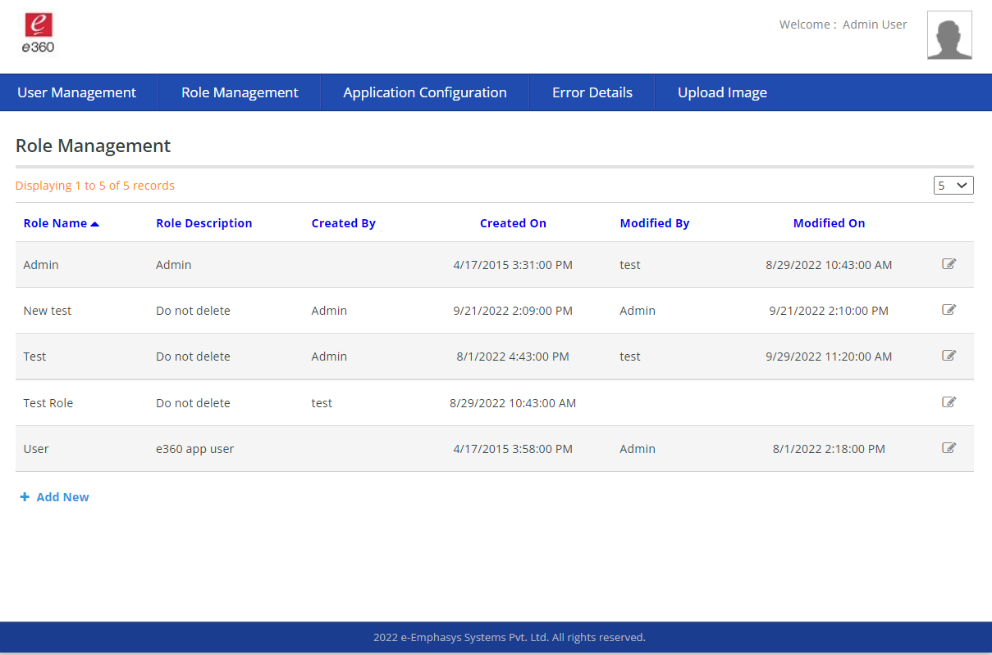 e
e360
Welcome : Admin User
User Management Role Management Application Configuration Error Details Upload Image
Role Management
Displaying 1 to 5 of 5 records 5
Role Name Role Description Created By Created On Modified By Modified On
Admin Admin 4/17/2015 3:31:00 PM test 8/29/2022 10:43:00 AM
New test Do not delete Admin 9/21/2022 2:09:00 PM Admin 9/21/2022 2:10:00 PM
Test Do not delete Admin 8/1/2022 4:43:00 PM test 9/29/2022 11:20:00 AM
Test Role Do not delete test 8/29/2022 10:43:00 AM
User e360 app user 4/17/2015 3:58:00 PM Admin 8/1/2022 2:18:00 PM
+ Add New
2022 e-Emphasys Systems Pvt. Ltd. All rights reserved.